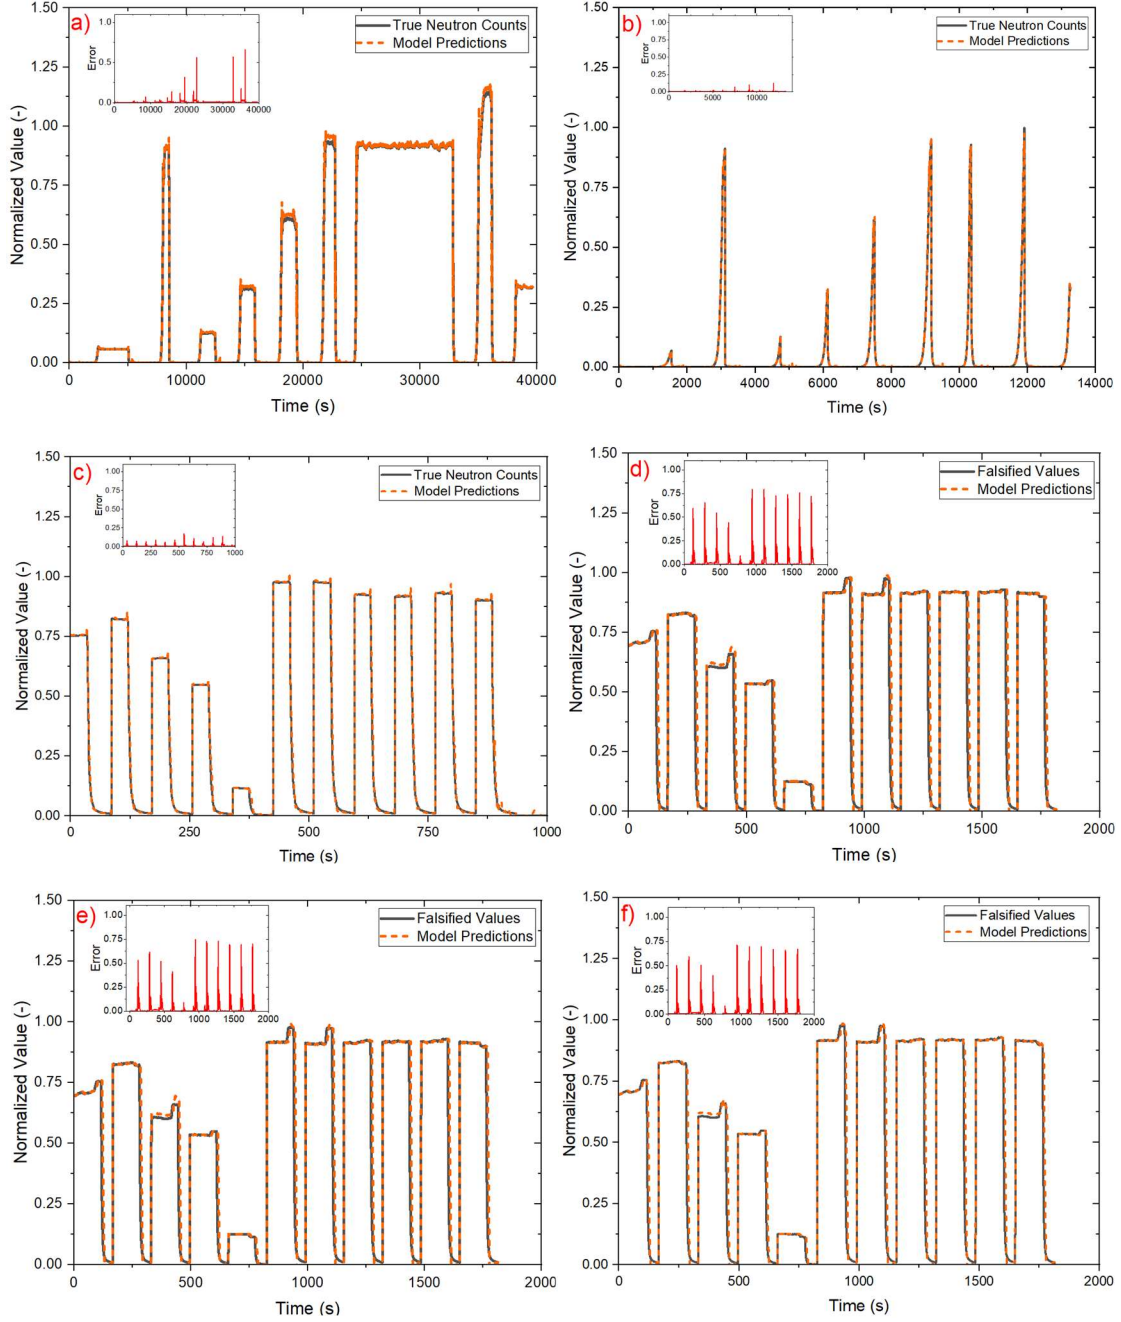 a)
True Neutron Counts
Model Predictions
Error
1.00
0.75
0.50
0.25
0.0
0 10000 20000 30000 40000
Normalized Value (-)
1.50
1.25
1.00
0.75
0.50
0.25
0.00
0 10000 20000 30000 40000
Time (s)
b)
True Neutron Counts
Model Predictions
Error
1.00
0.75
0.50
0.25
0.00
0 5000 10000
Normalized Value (-)
1.50
1.25
1.00
0.75
0.50
0.25
0.00
0 2000 4000 6000 8000 10000 12000 14000
Time (s)
c)
True Neutron Counts
Model Predictions
Error
1.00
0.75
0.50
0.25
0.00
0 250 500 750 1000
Normalized Value (-)
1.50
1.25
1.00
0.75
0.50
0.25
0.00
0 250 500 750 1000
Time (s)
d)
Falsified Values
Model Predictions
Error
1.00
0.75
0.50
0.25
0.00
0 500 1000 1500 2000
Normalized Value (-)
1.50
1.25
1.00
0.75
0.50
0.25
0.00
0 500 1000 1500 2000
Time (s)
e)
Falsified Values
Model Predictions
Error
1.00
0.75
0.50
0.25
0.00
0 500 1000 1500 2000
Normalized Value (-)
1.50
1.25
1.00
0.75
0.50
0.25
0.00
0 500 1000 1500 2000
Time (s)
f)
Falsified Values
Model Predictions
Error
1.00
0.75
0.50
0.25
0.00
0 500 1000 1500 2000
Normalized Value (-)
1.50
1.25
1.00
0.75
0.50
0.25
0.00
0 500 1000 1500 2000
Time (s)